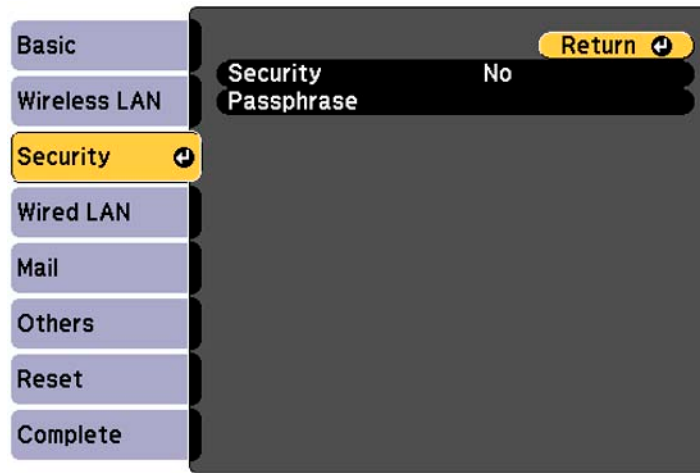 Basic
Wireless LAN
Security
Wired LAN
Mail
Others
Reset
Complete
Return
Security No
Passphrase